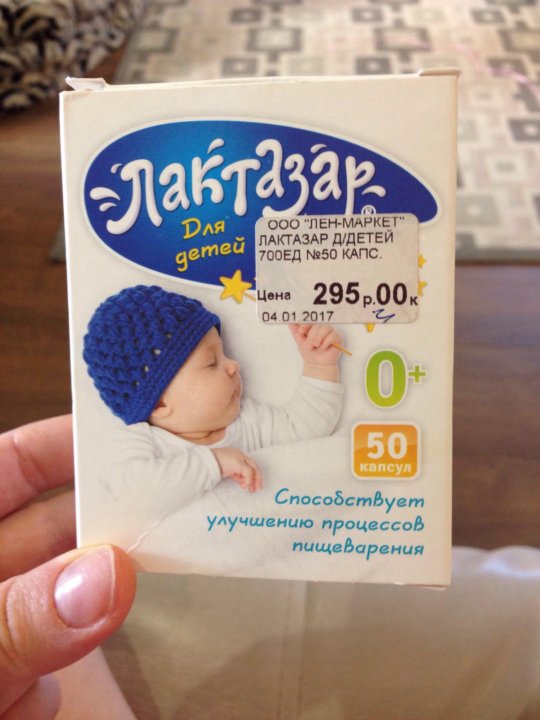 Лактазар®
Для
детей
ООО "ЛЕН-МАРКЕТ"
ЛАКТАЗАР Д/ДЕТЕЙ
700ЕД №50 КАПС.
Цена 295р.00к
04 01 2017
0+
50
капсул
Способствует
улучшению процессов
пищеварения